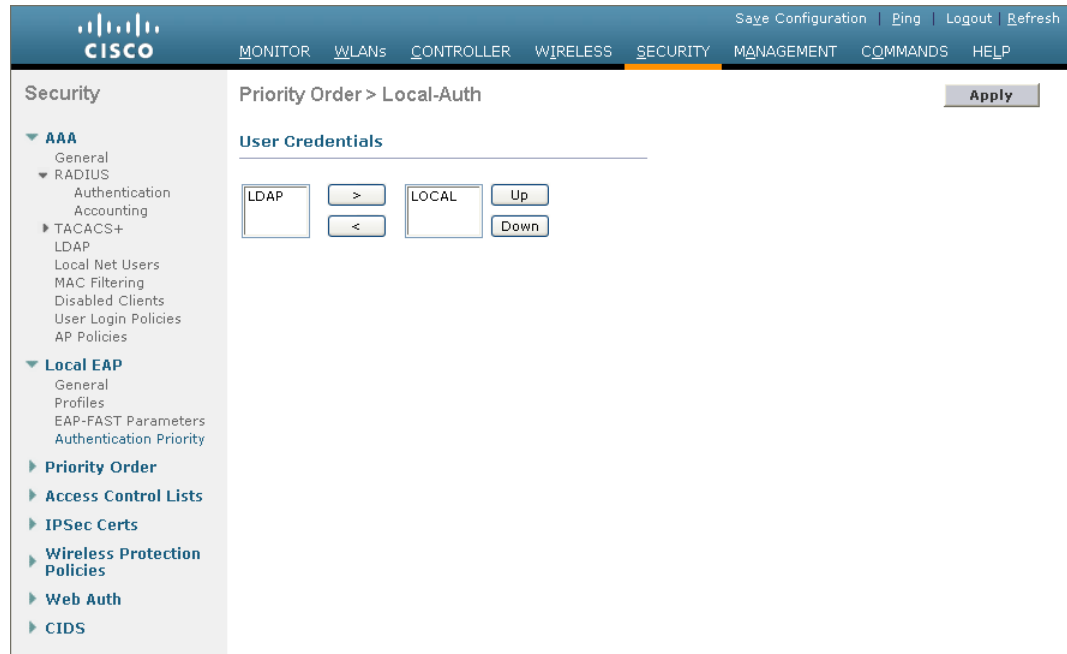 Save Configuration | Ping | Logout | Refresh
CISCO
MONITOR WLANs CONTROLLER WIRELESS SECURITY MANAGEMENT COMMANDS HELP
Security
Priority Order > Local-Auth
Apply
AAA
General
RADIUS
Authentication
Accounting
TACACS+
LDAP
Local Net Users
MAC Filtering
Disabled Clients
User Login Policies
AP Policies
Local EAP
General
Profiles
EAP-FAST Parameters
Authentication Priority
Priority Order
Access Control Lists
IPSec Certs
Wireless Protection
Policies
Web Auth
CIDS
User Credentials
LDAP > LOCAL Up
< Down